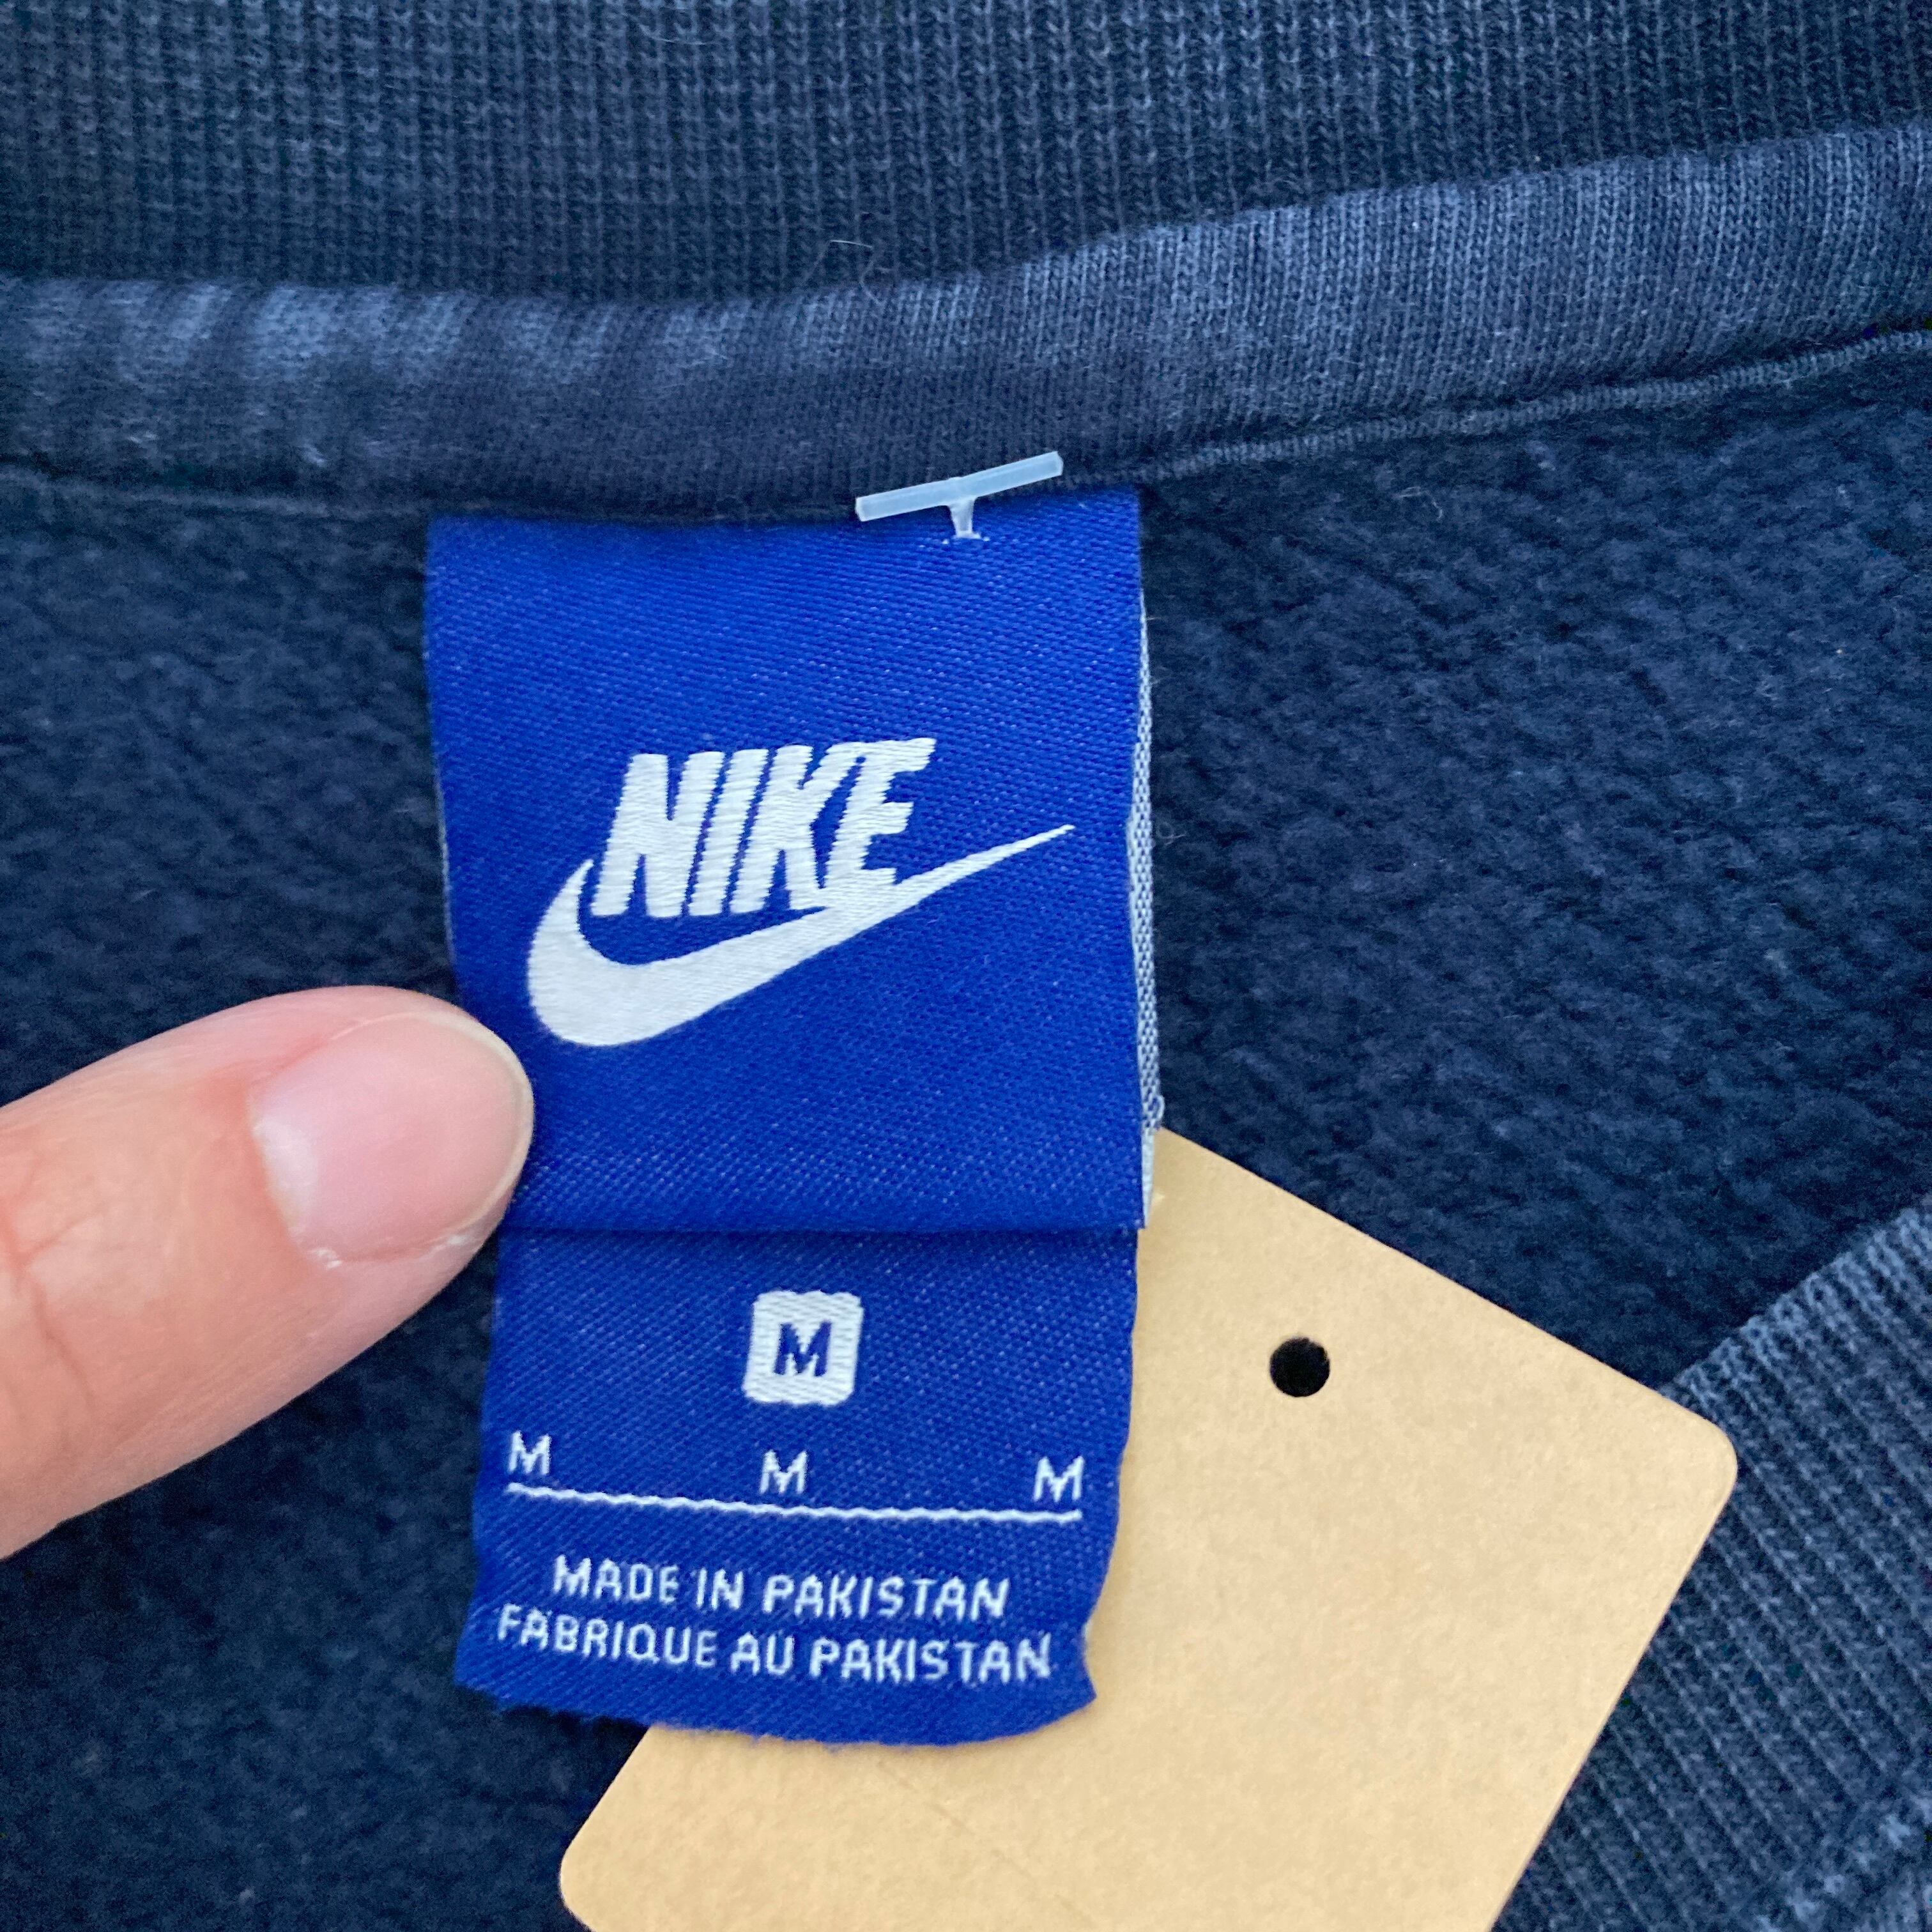 NIKE
M
M M M
MADE IN PAKISTAN
FABRIQUE AU PAKISTAN